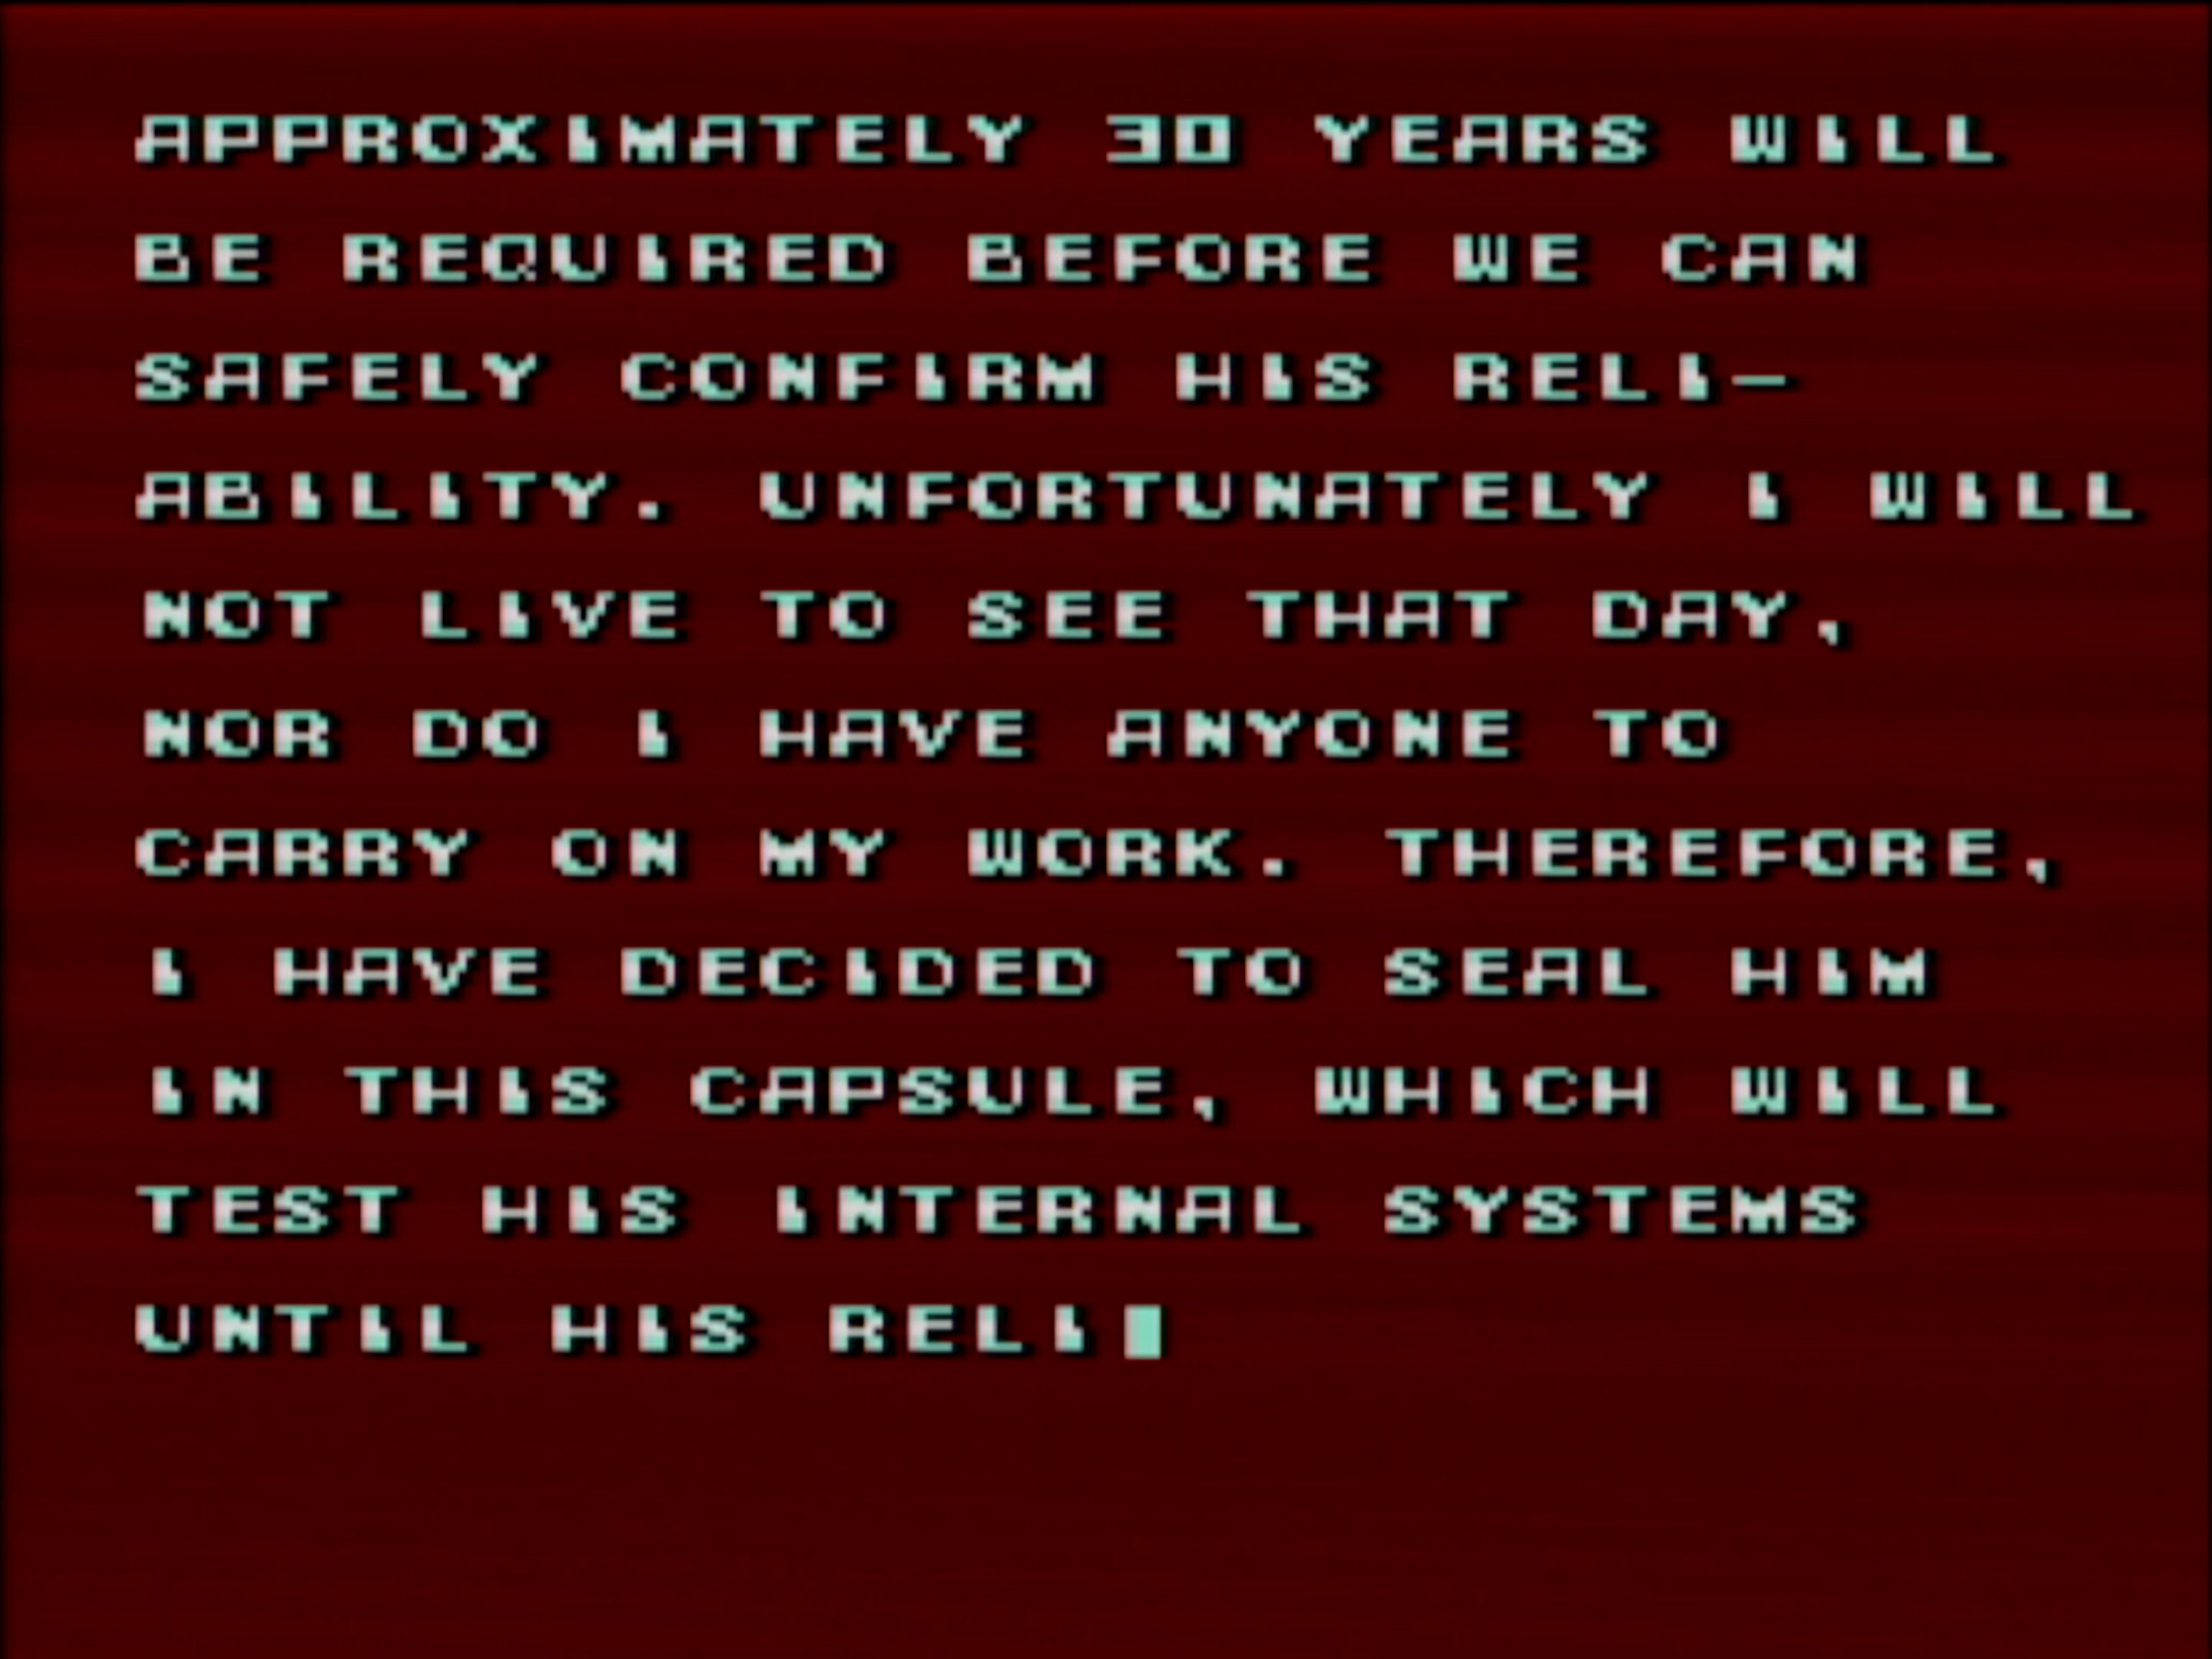 APPROXIMATELY 30 YEARS WILL
BE REQUIRED BEFORE WE CAN
SAFELY CONFIRM HIS RELI-
ABILITY. UNFORTUNATELY I WILL
NOT LIVE TO SEE THAT DAY,
NOR DO I HAVE ANYONE TO
CARRY ON MY WORK. THEREFORE,
I HAVE DECIDED TO SEAL HIM
IN THIS CAPSULE, WHICH WILL
TEST HIS INTERNAL SYSTEMS
UNTIL HIS RELI